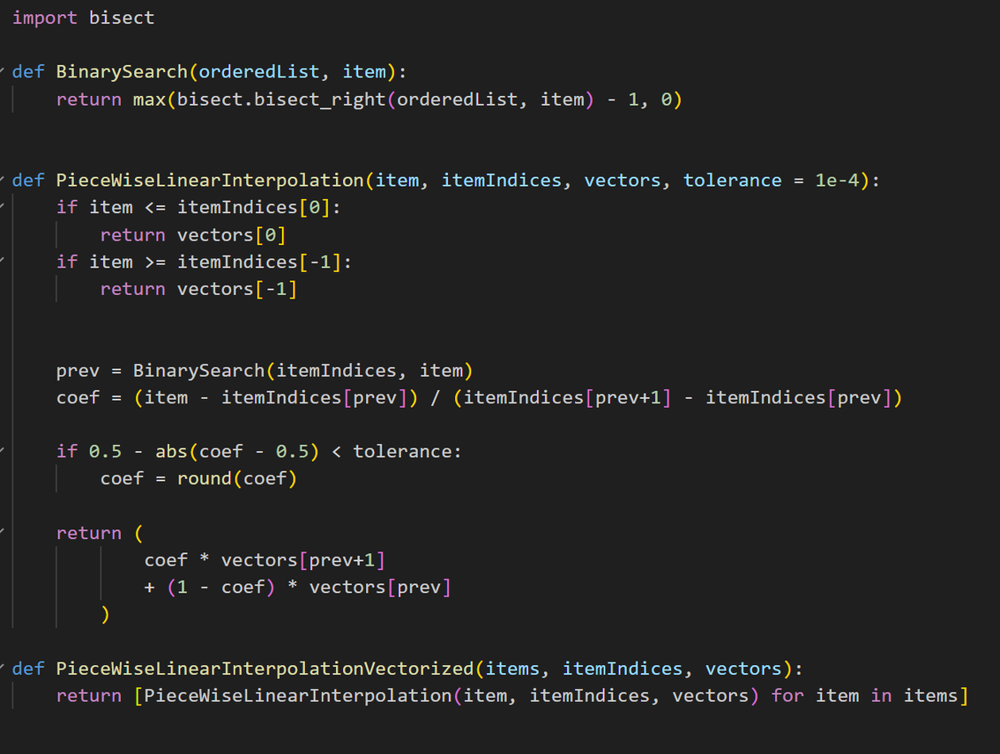 import bisect
def BinarySearch(orderedList, item):
    return max(bisect.bisect_right(orderedList, item) - 1, 0)
def PieceWiseLinearInterpolation(item, itemIndices, vectors, tolerance = 1e-4):
    if item <= itemIndices[0]:
        return vectors[0]
    if item >= itemIndices[-1]:
        return vectors[-1]
    prev = BinarySearch(itemIndices, item)
    coef = (item - itemIndices[prev]) / (itemIndices[prev+1] - itemIndices[prev])
    if 0.5 - abs(coef - 0.5) < tolerance:
        coef = round(coef)
    return (
            coef * vectors[prev+1]
            + (1 - coef) * vectors[prev]
        )
def PieceWiseLinearInterpolationVectorized(items, itemIndices, vectors):
    return [PieceWiseLinearInterpolation(item, itemIndices, vectors) for item in items]